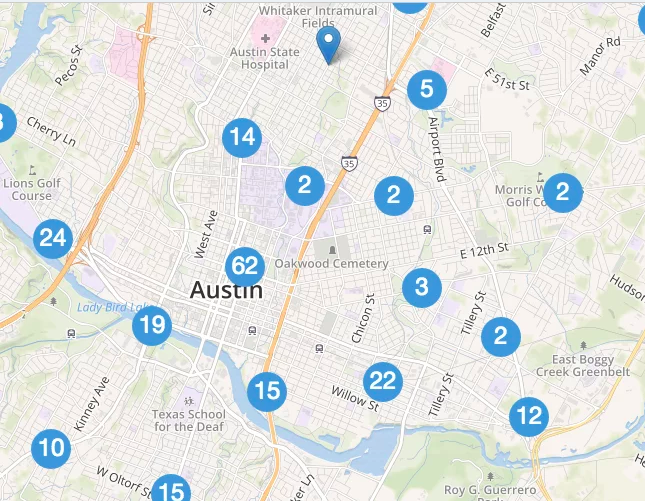 Whitaker Intramural
Fields
Belfast
Austin State
Hospital
Manor Rd
Pecos St
E 51st St
5
35
Cherry Ln
Airport Blvd
14
35
Lions Golf
Course
2
2
Morris W
Golf Co
2
24
West Ave
E 12th St
62
Oakwood Cemetery
Austin
3
Hudson
Lady Bird Lake
Chicon St
Tillery St
19
2
East Boggy
Creek Greenbelt
22
15
Willow St
Tillery St
Kinney Ave
Texas School
for the Deaf
12
10
W Oltorf St
15
Roy G. Guerrero